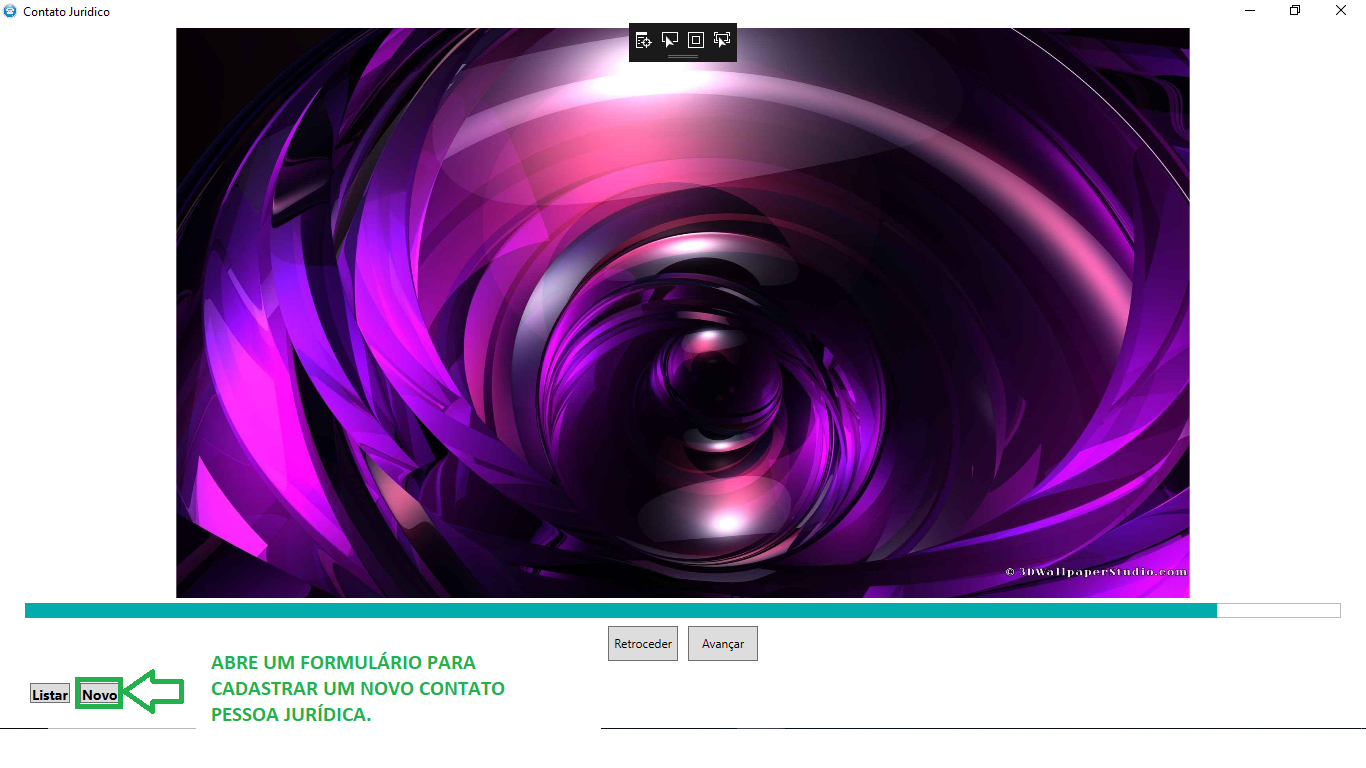 Contato Juridico
© 3DWallpaperStudio.com
Retroceder
Avançar
ABRE UM FORMULÁRIO PARA
CADASTRAR UM NOVO CONTATO
PESSOA JURÍDICA.
Listar
Novo